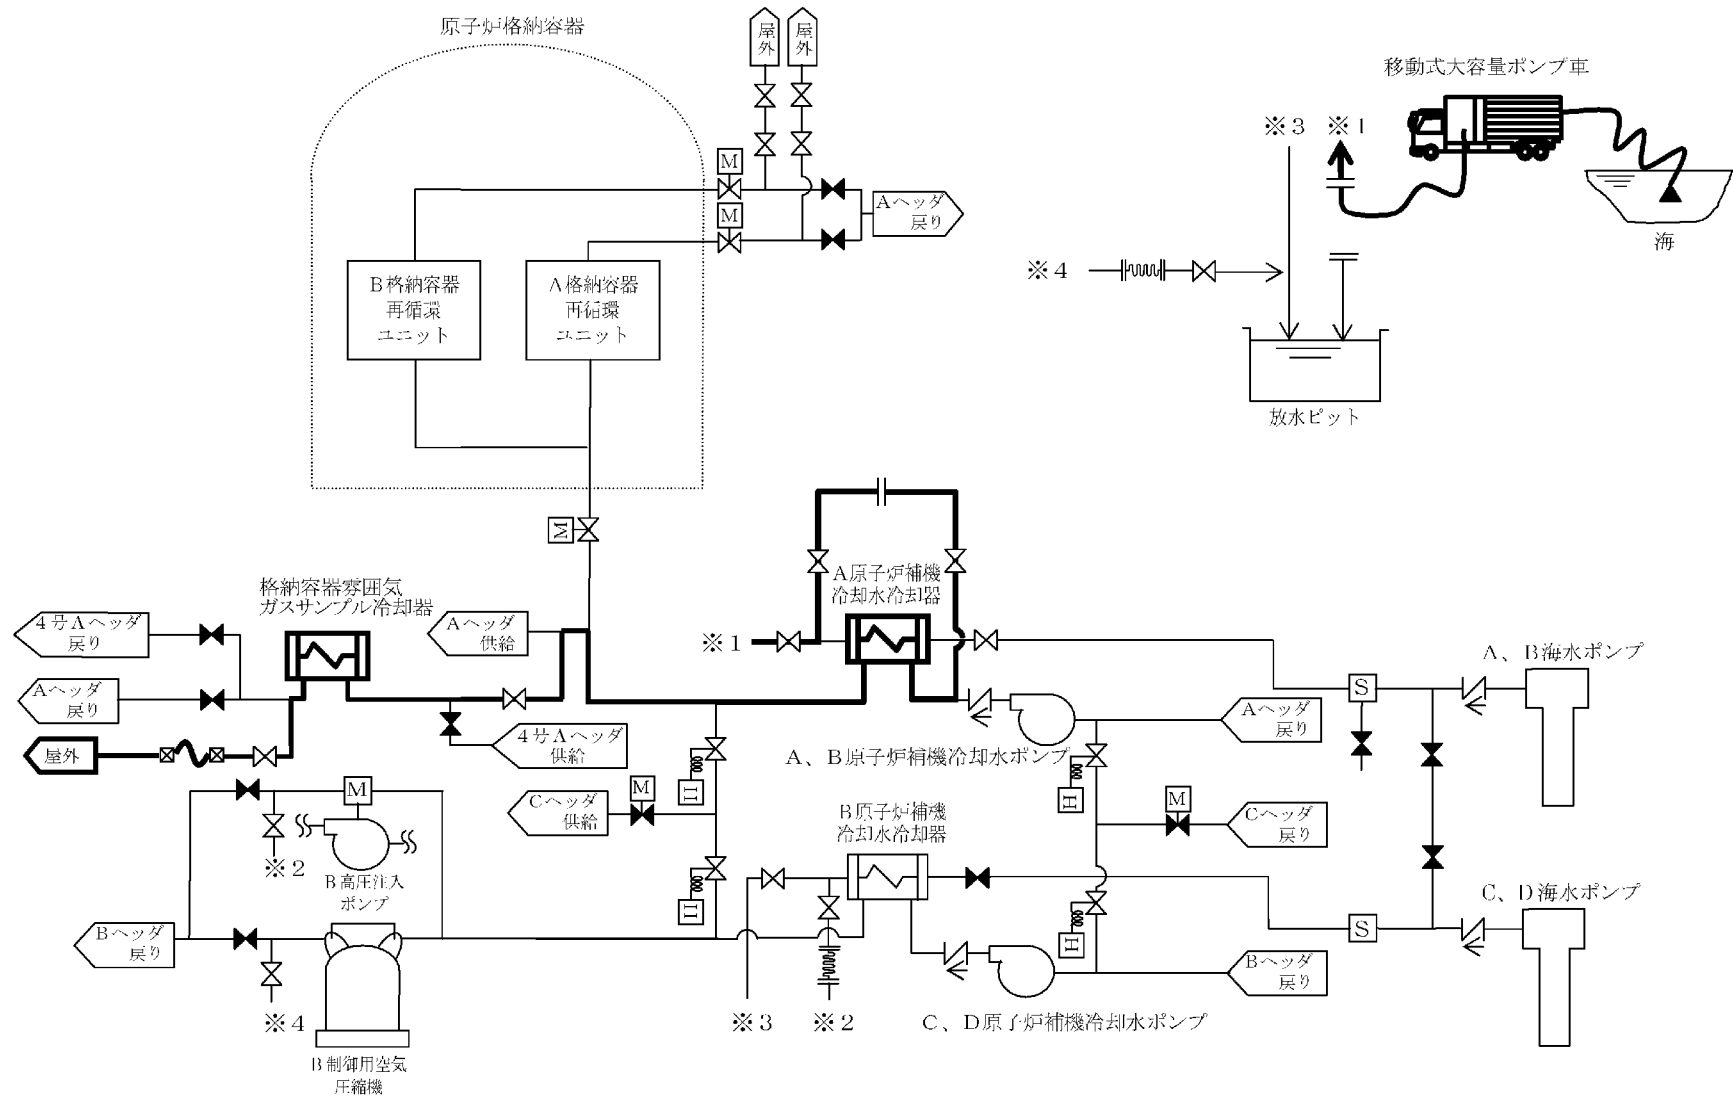 原子炉格納容器
屋外
屋外
移動式大容量ポンプ車
※3
※1
M
M
Aヘッダ
戻り
海
※4
B格納容器
再循環
ユニット
A格納容器
再循環
ユニット
放水ピット
M
格納容器雰囲気
ガスサンプル冷却器
A原子炉補機
冷却水冷却器
4号Aヘッダ
戻り
Aヘッダ
供給
※1
A、B海水ポンプ
Aヘッダ
戻り
S
Aヘッダ
戻り
屋外
4号Aヘッダ
供給
A、B原子炉補機冷却水ポンプ
H
H
M
M
M
Cヘッダ
供給
B原子炉補機
冷却水冷却器
Cヘッダ
戻り
※2
B高圧注入
ポンプ
C、D海水ポンプ
H
H
S
Bヘッダ
戻り
Bヘッダ
戻り
※4
※3
※2
C、D原子炉補機冷却水ポンプ
B制御用空気
圧縮機